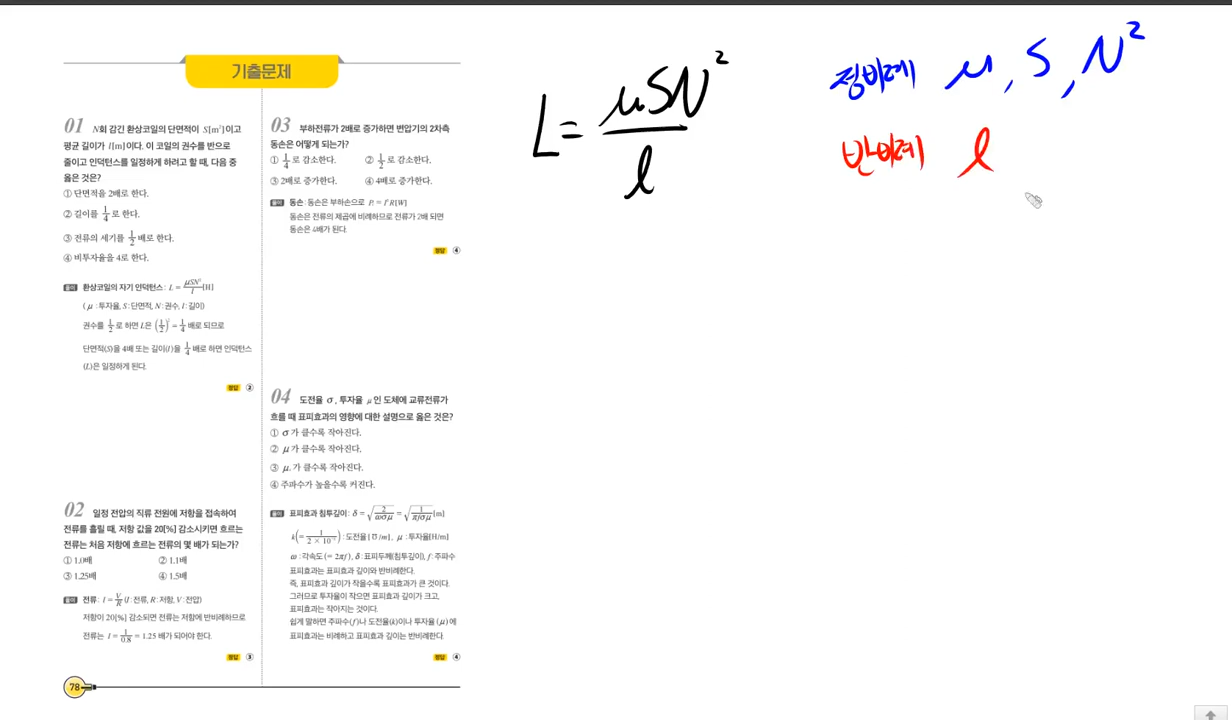 기출문제
01 N회 감긴 환상코일의 단면적이 S[m²]이고
평균 길이가 l[m]이다. 이 코일의 권수를 반으로
줄이고 인덕턴스를 일정하게 하려고 할 때, 다음 중
옳은 것은?
① 단면적을 2배로 한다.
② 길이를 1/4로 한다.
③ 전류의 세기를 1/2배로 한다.
④ 비투자율을 4로 한다.
풀이 환상코일의 자기 인덕턴스 : L = μSN²/l [H]
( μ : 투자율, S : 단면적, N : 권수, l : 길이)
권수를 1/2로 하면 L은 (1/2)² = 1/4 배로 되므로
단면적(S)을 4배 또는 길이(l)을 1/4배로 하면 인덕턴스
(L)은 일정하게 된다.
정답 ②
02 일정 전압의 직류 전원에 저항을 접속하여
전류를 흘릴 때, 저항 값을 20[%] 감소시키면 흐르는
전류는 처음 저항에 흐르는 전류의 몇 배가 되는가?
① 1.0배 ② 1.1배
③ 1.25배 ④ 1.5배
풀이 전류 : I = V/R (I : 전류, R : 저항, V : 전압)
저항이 20[%] 감소되면 전류는 저항에 반비례하므로
전류는 I = 1/0.8 = 1.25 배가 되어야 한다.
정답 ③
03 부하전류가 2배로 증가하면 변압기의 2차측
동손은 어떻게 되는가?
① 1/4로 감소한다. ② 1/2로 감소한다.
③ 2배로 증가한다. ④ 4배로 증가한다.
풀이 동손 : 동손은 부하손으로 Pc = I²R[W]
동손은 전류의 제곱에 비례하므로 전류가 2배 되면
동손은 4배가 된다.
정답 ④
04 도전율 σ, 투자율 μ인 도체에 교류전류가
흐를 때 표피효과의 영향에 대한 설명으로 옳은 것은?
① σ가 클수록 작아진다.
② μ가 클수록 작아진다.
③ μs가 클수록 작아진다.
④ 주파수가 높을수록 커진다.
풀이 표피효과 침투깊이 : δ = √(2/ωσμ) = √(1/πfσμ) [m]
: 도전율[℧/m], μ : 투자율[H/m]
ω : 각속도(= 2πf), δ : 표피두께(침투깊이), f : 주파수
표피효과는 표피효과 깊이와 반비례한다.
즉, 표피효과 깊이가 작을수록 표피효과가 큰 것이다.
그러므로 투자율이 작으면 표피효과 깊이가 크고,
표피효과는 작아지는 것이다.
쉽게 말하면 주파수(f)나 도전율(k)이나 투자율(μ)에
표피효과는 비례하고 표피효과 깊이는 반비례한다.
정답 ④
78
L = μSN²/l
정비례 μ, S, N²
반비례 l